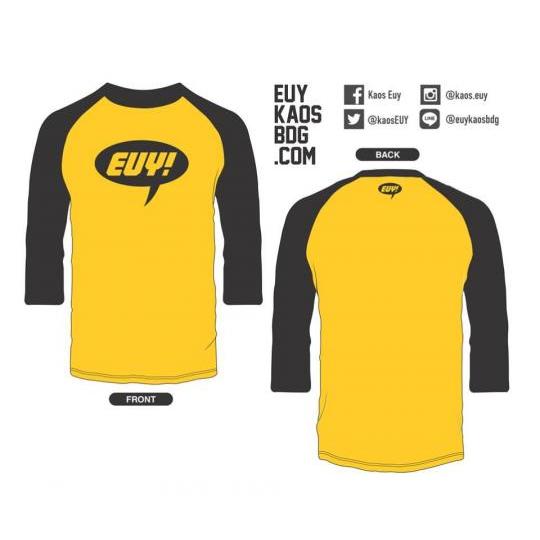 EUY
KAOS
BDG
.COM
Kaos Euy
@kaos.euy
@kaosEUY
LINE
@euykaosbdg
BACK
EUY!
EUY!
FRONT